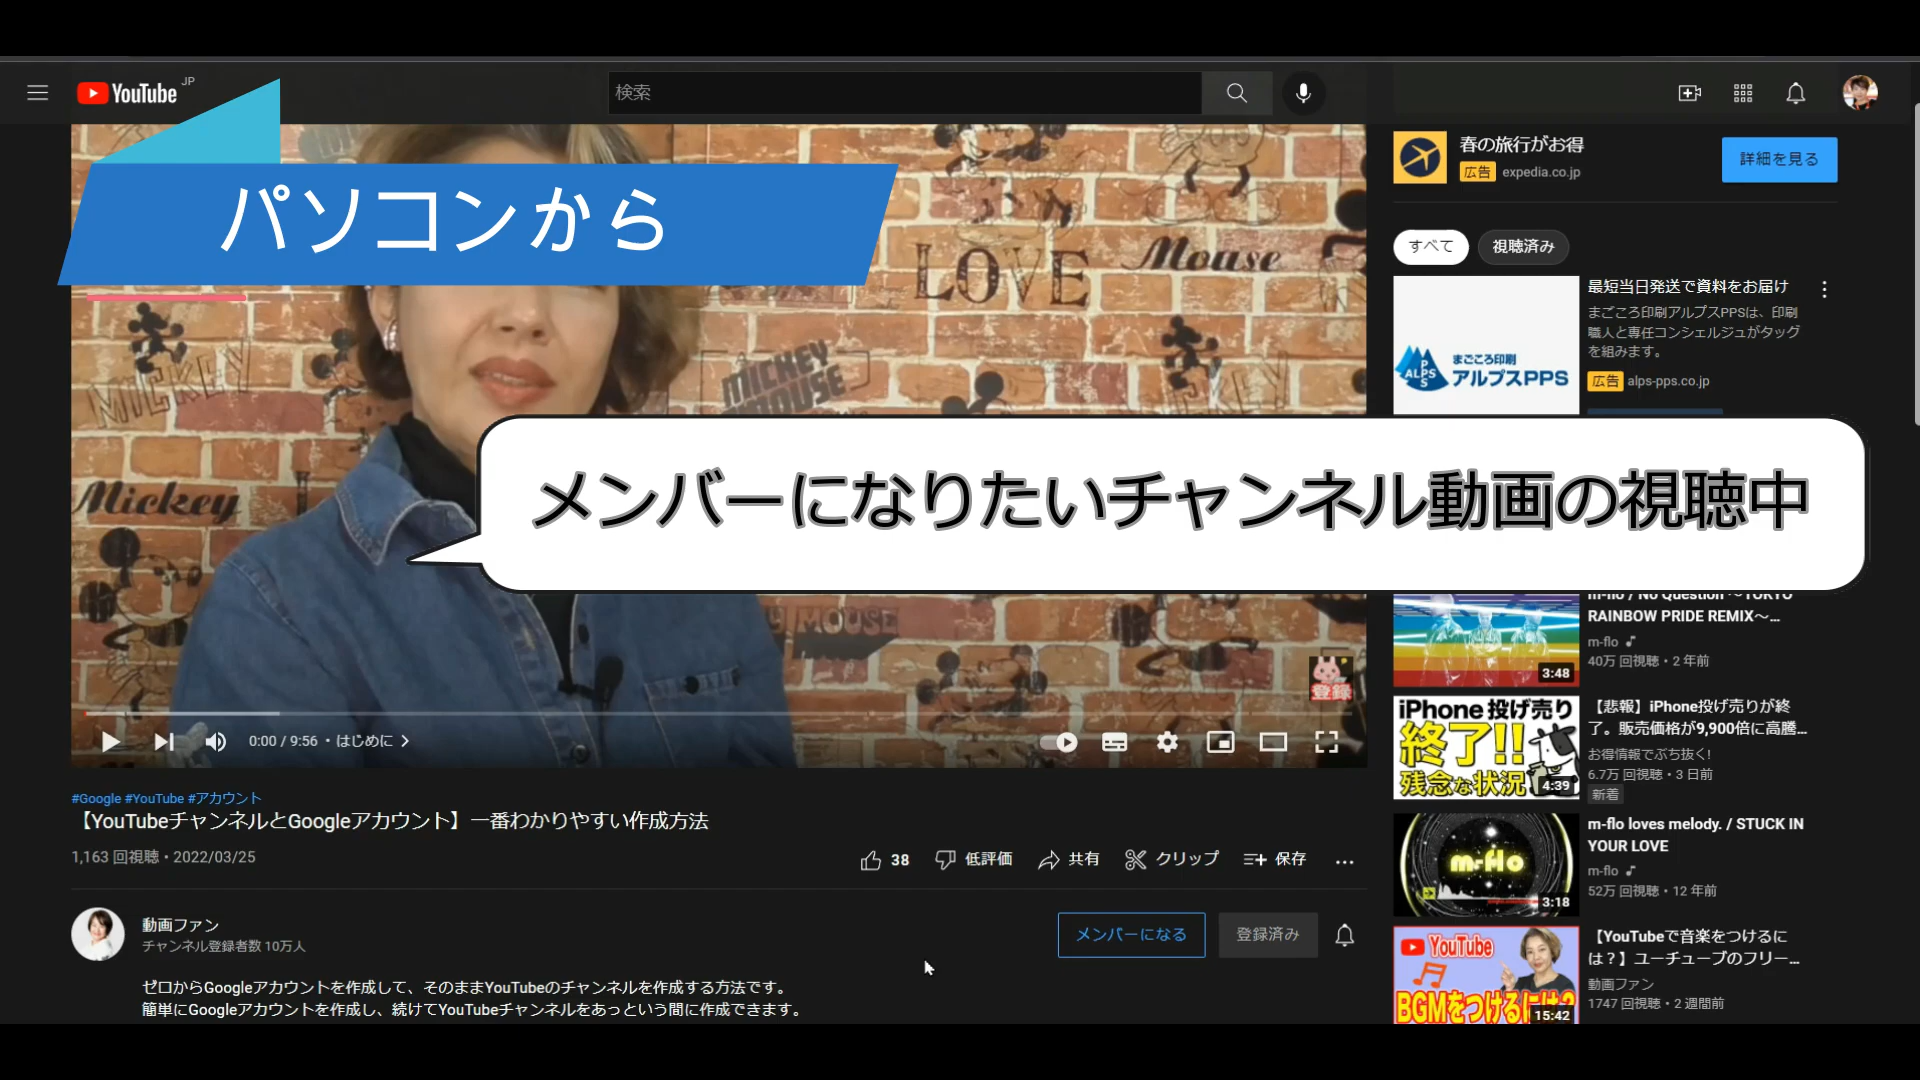 YouTube JP
検索
パソコンから
LOVE
Mouse
MICKEY
MICKEY MOUSE
Mickey
メンバーになりたいチャンネル動画の視聴中
MOUSE
登録
0:00 / 9:56 • はじめに
#Google #YouTube #アカウント
【YouTubeチャンネルとGoogleアカウント】一番わかりやすい作成方法
1,163 回視聴・2022/03/25
38 低評価 共有 クリップ 保存
動画ファン
チャンネル登録者数 10万人
メンバーになる 登録済み
ゼロからGoogleアカウントを作成して、そのままYouTubeのチャンネルを作成する方法です。
簡単にGoogleアカウントを作成し、続けてYouTubeチャンネルをあっという間に作成できます。
春の旅行がお得
広告 expedia.co.jp
詳細を見る
すべて 視聴済み
まごころ印刷
ALPS PPS アルプスPPS
最短当日発送で資料をお届け
まごころ印刷アルプスPPSは、印刷
職人と専任コンシェルジュがタッグ
を組みます。
広告 alps-pps.co.jp
m-flo / No Question 〜TOKYO
RAINBOW PRIDE REMIX〜...
m-flo
40万 回視聴・2 年前
3:48
iPhone投げ売り
終了!!
残念な状況
4:39
【悲報】iPhone投げ売りが終
了。販売価格が9,900倍に高騰...
お得情報でぶち抜く!
6.7万 回視聴・3 日前
新着
m-flo
3:18
m-flo loves melody. / STUCK IN
YOUR LOVE
m-flo
52万 回視聴・12 年前
YouTube
BGMをつけるには?
15:42
【YouTubeで音楽をつけるに
は？】ユーチューブのフリー...
動画ファン
1747 回視聴・2 週間前